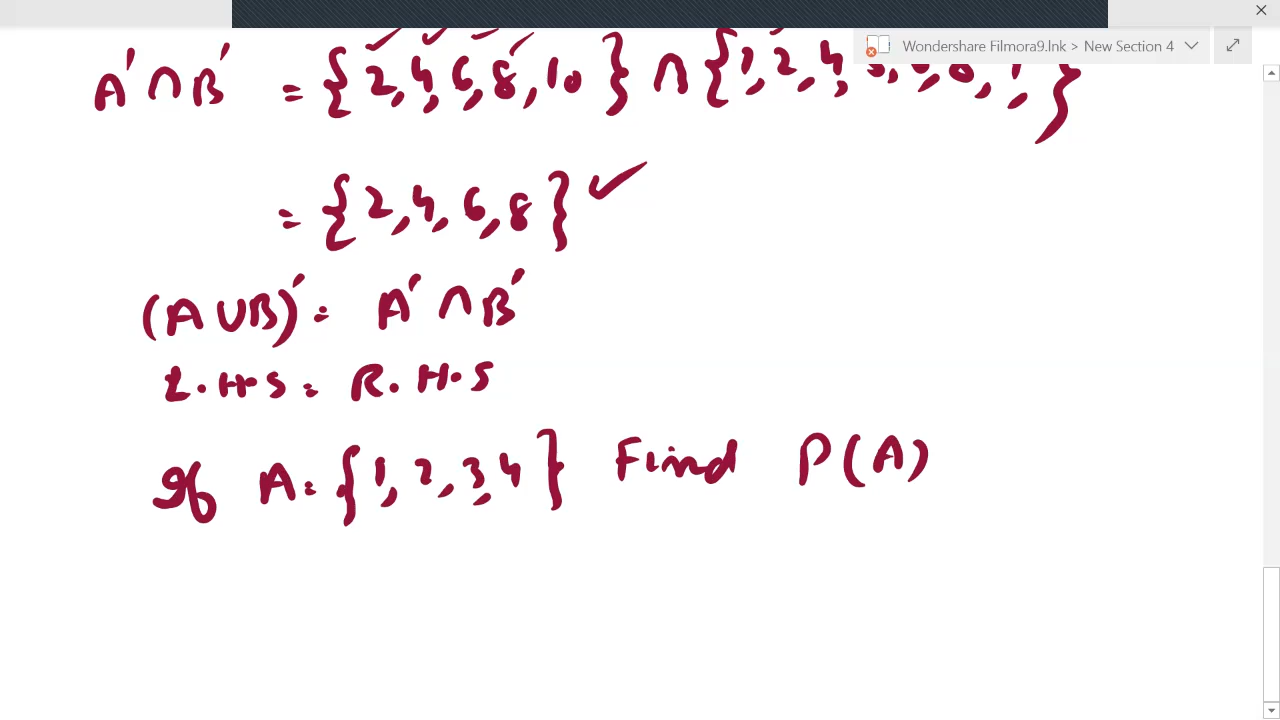 Wondershare Filmora9.lnk > New Section 4
A′ ∩ B′ = {2, 4, 6, 8, 10} ∩ {1, 2, 4,
= {2, 4, 6, 8}
(A ∪ B)′ = A′ ∩ B′
L.H.S = R.H.S
If A = {1, 2, 3, 4} Find P(A)